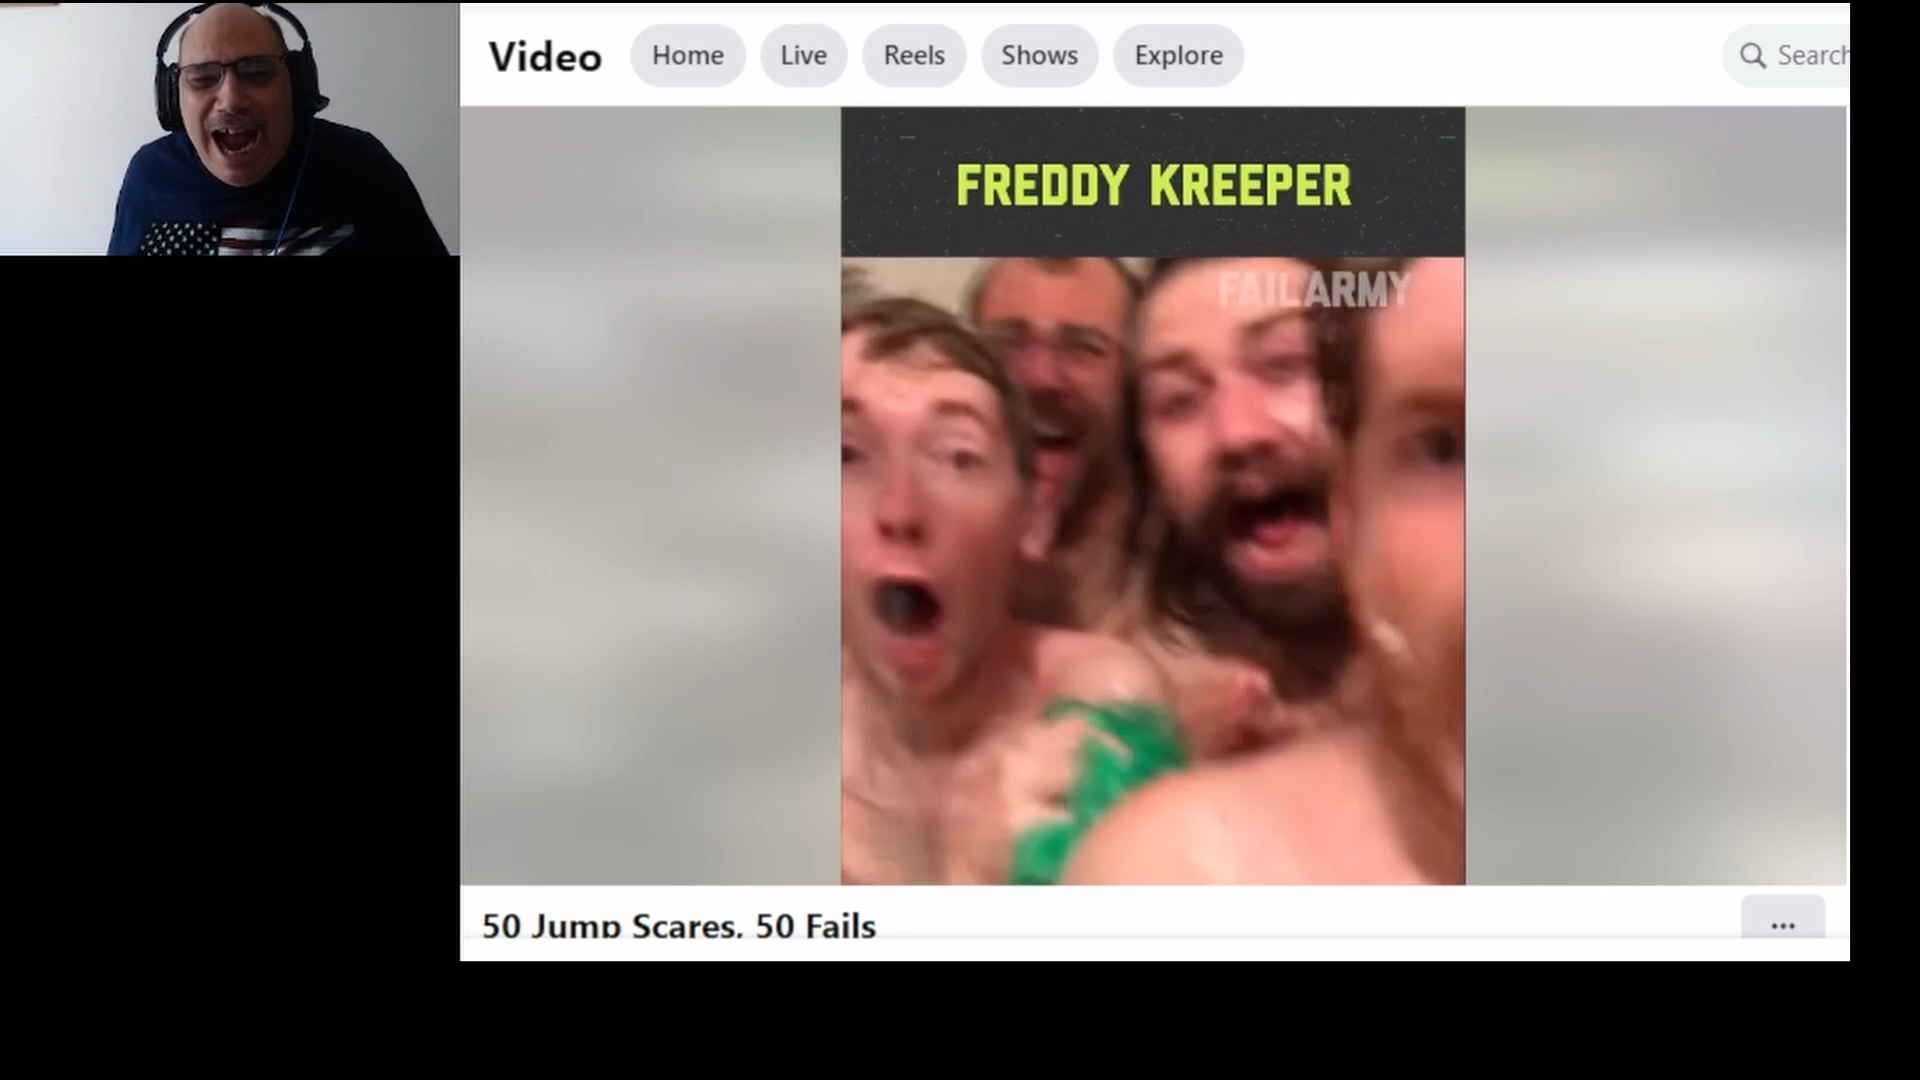 Video
Home
Live
Reels
Shows
Explore
Search
FREDDY KREEPER
FAILARMY
50 Jump Scares. 50 Fails